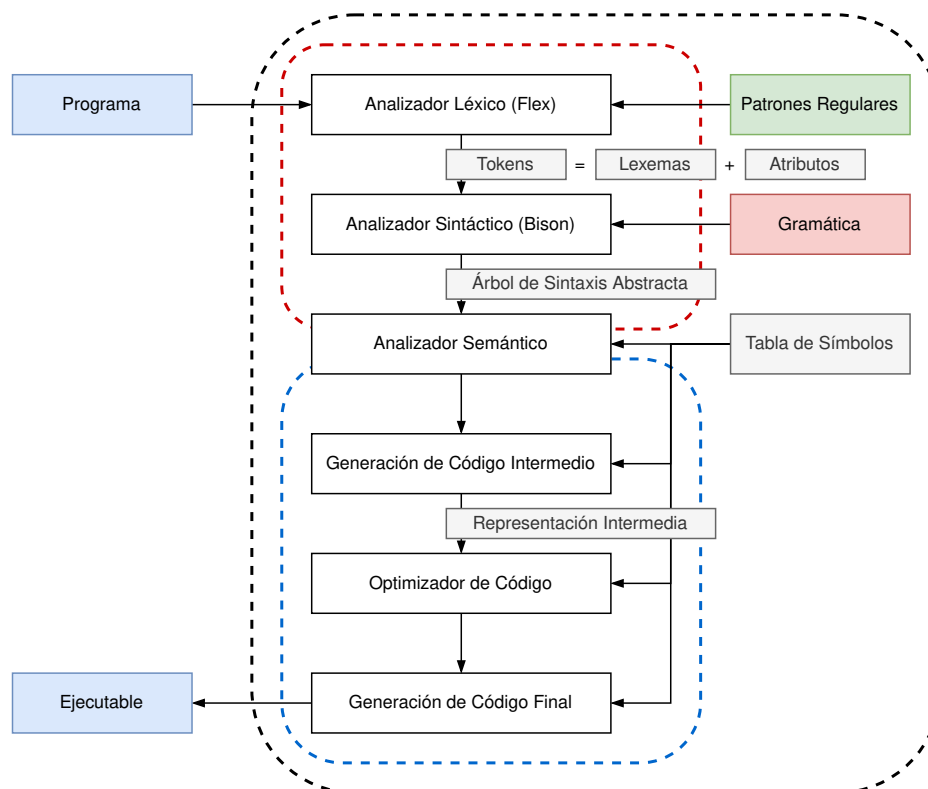 Programa
Analizador Léxico (Flex)
Patrones Regulares
Tokens = Lexemas + Atributos
Analizador Sintáctico (Bison)
Gramática
Árbol de Sintaxis Abstracta
Analizador Semántico
Tabla de Símbolos
Generación de Código Intermedio
Representación Intermedia
Optimizador de Código
Ejecutable
Generación de Código Final